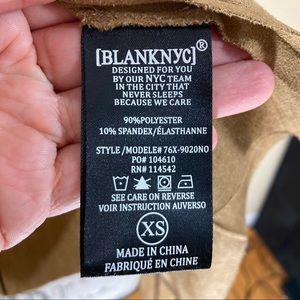 [BLANKNYC]®
DESIGNED FOR YOU
BY OUR NYC TEAM
IN THE CITY THAT
NEVER SLEEPS
BECAUSE WE CARE
90%POLYESTER
10% SPANDEX/ÉLASTHANNE
STYLE /MODELE# 76X-9020NO
PO# 104610
RN# 114542
SEE CARE ON REVERSE
VOIR INSTRUCTION AUVERSO
XS
MADE IN CHINA
FABRIQUÉ EN CHINE